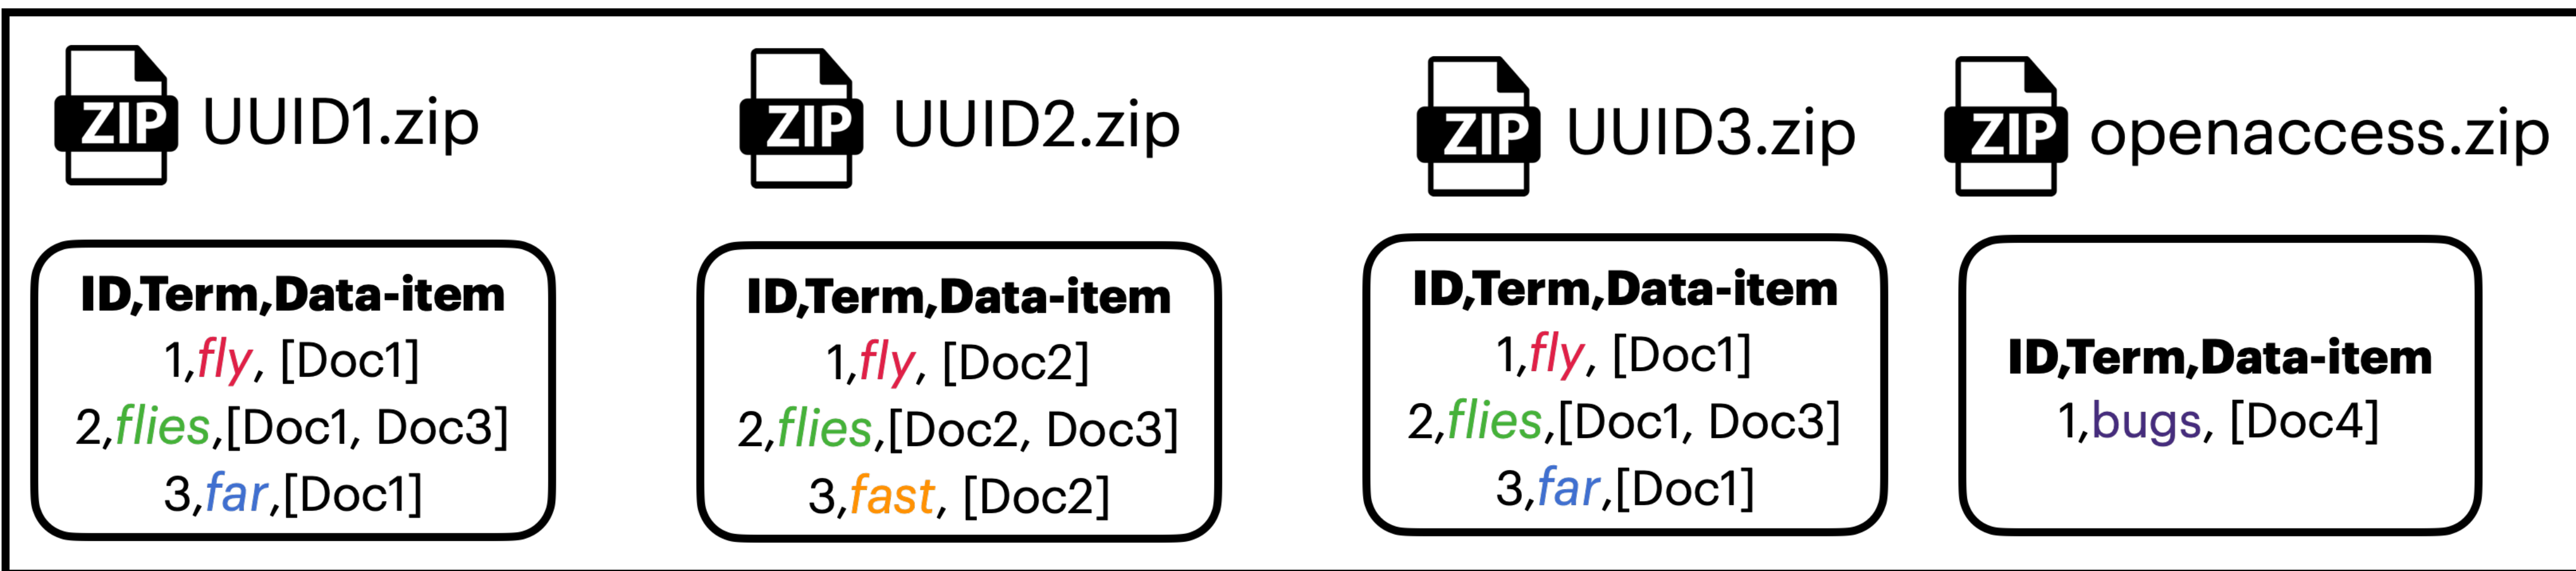 ZIP UUID1.zip
ID,Term,Data-item
1,fly, [Doc1]
2,flies,[Doc1, Doc3]
3,far,[Doc1]
ZIP UUID2.zip
ID,Term,Data-item
1,fly, [Doc2]
2,flies,[Doc2, Doc3]
3,fast, [Doc2]
ZIP UUID3.zip
ID,Term,Data-item
1,fly, [Doc1]
2,flies,[Doc1, Doc3]
3,far,[Doc1]
ZIP openaccess.zip
ID,Term,Data-item
1,bugs, [Doc4]